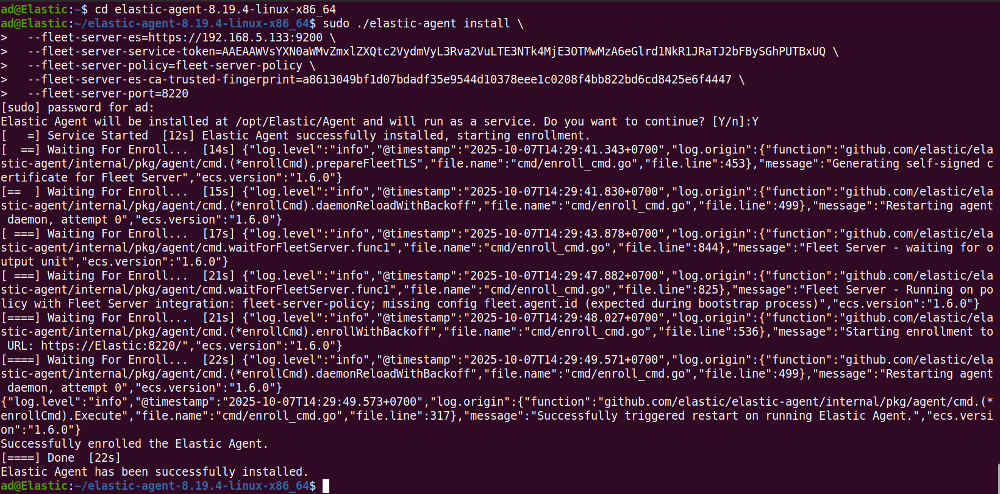 ad@Elastic:~$ cd elastic-agent-8.19.4-linux-x86_64
ad@Elastic:~/elastic-agent-8.19.4-linux-x86_64$ sudo ./elastic-agent install \
>   --fleet-server-es=https://192.168.5.133:9200 \
>   --fleet-server-service-token=AAEAAWVsYXN0aWMvZmxlZXQtc2VydmVyL3Rva2VuLTE3NTk4MjE3OTMwMzA6eGlrd1NkR1JRaTJ2bFBySGhPUTBxUQ \
>   --fleet-server-policy=fleet-server-policy \
>   --fleet-server-es-ca-trusted-fingerprint=a8613049bf1d07bdadf35e9544d10378eee1c0208f4bb822bd6cd8425e6f4447 \
>   --fleet-server-port=8220
[sudo] password for ad:
Elastic Agent will be installed at /opt/Elastic/Agent and will run as a service. Do you want to continue? [Y/n]:Y
[   =] Service Started  [12s] Elastic Agent successfully installed, starting enrollment.
[  ==] Waiting For Enroll...  [14s] {"log.level":"info","@timestamp":"2025-10-07T14:29:41.343+0700","log.origin":{"function":"github.com/elastic/ela
stic-agent/internal/pkg/agent/cmd.(*enrollCmd).prepareFleetTLS","file.name":"cmd/enroll_cmd.go","file.line":453},"message":"Generating self-signed c
ertificate for Fleet Server","ecs.version":"1.6.0"}
[==  ] Waiting For Enroll...  [15s] {"log.level":"info","@timestamp":"2025-10-07T14:29:41.830+0700","log.origin":{"function":"github.com/elastic/ela
stic-agent/internal/pkg/agent/cmd.(*enrollCmd).daemonReloadWithBackoff","file.name":"cmd/enroll_cmd.go","file.line":499},"message":"Restarting agent
 daemon, attempt 0","ecs.version":"1.6.0"}
[ ===] Waiting For Enroll...  [17s] {"log.level":"info","@timestamp":"2025-10-07T14:29:43.878+0700","log.origin":{"function":"github.com/elastic/ela
stic-agent/internal/pkg/agent/cmd.waitForFleetServer.func1","file.name":"cmd/enroll_cmd.go","file.line":844},"message":"Fleet Server - waiting for o
utput unit","ecs.version":"1.6.0"}
[ ===] Waiting For Enroll...  [21s] {"log.level":"info","@timestamp":"2025-10-07T14:29:47.882+0700","log.origin":{"function":"github.com/elastic/ela
stic-agent/internal/pkg/agent/cmd.waitForFleetServer.func1","file.name":"cmd/enroll_cmd.go","file.line":825},"message":"Fleet Server - Running on po
licy with Fleet Server integration: fleet-server-policy; missing config fleet.agent.id (expected during bootstrap process)","ecs.version":"1.6.0"}
[====] Waiting For Enroll...  [21s] {"log.level":"info","@timestamp":"2025-10-07T14:29:48.027+0700","log.origin":{"function":"github.com/elastic/ela
stic-agent/internal/pkg/agent/cmd.(*enrollCmd).enrollWithBackoff","file.name":"cmd/enroll_cmd.go","file.line":536},"message":"Starting enrollment to
 URL: https://Elastic:8220/","ecs.version":"1.6.0"}
[====] Waiting For Enroll...  [22s] {"log.level":"info","@timestamp":"2025-10-07T14:29:49.571+0700","log.origin":{"function":"github.com/elastic/ela
stic-agent/internal/pkg/agent/cmd.(*enrollCmd).daemonReloadWithBackoff","file.name":"cmd/enroll_cmd.go","file.line":499},"message":"Restarting agent
 daemon, attempt 0","ecs.version":"1.6.0"}
{"log.level":"info","@timestamp":"2025-10-07T14:29:49.573+0700","log.origin":{"function":"github.com/elastic/elastic-agent/internal/pkg/agent/cmd.(*
enrollCmd).Execute","file.name":"cmd/enroll_cmd.go","file.line":317},"message":"Successfully triggered restart on running Elastic Agent.","ecs.versi
on":"1.6.0"}
Successfully enrolled the Elastic Agent.
[====] Done  [22s]
Elastic Agent has been successfully installed.
ad@Elastic:~/elastic-agent-8.19.4-linux-x86_64$